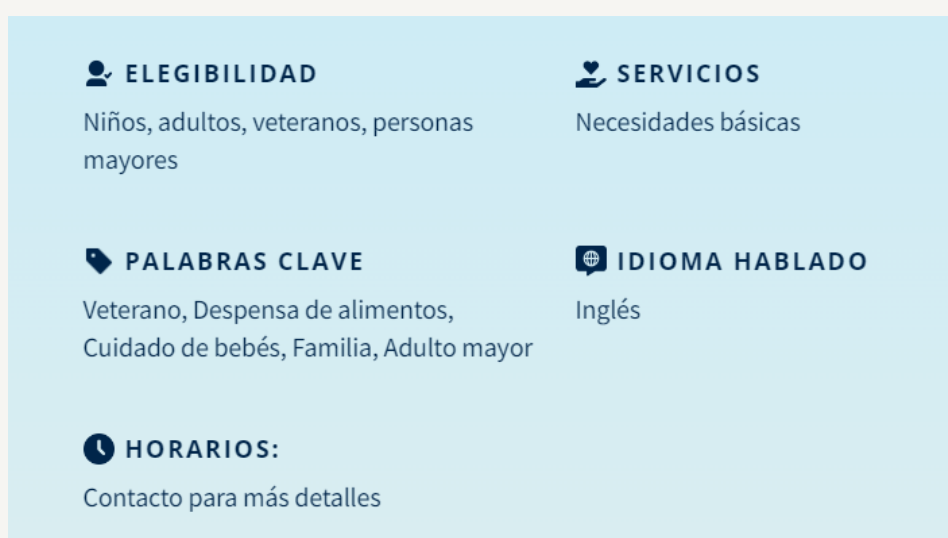 ELEGIBILIDAD
Niños, adultos, veteranos, personas
mayores
SERVICIOS
Necesidades básicas
PALABRAS CLAVE
Veterano, Despensa de alimentos,
Cuidado de bebés, Familia, Adulto mayor
IDIOMA HABLADO
Inglés
HORARIOS:
Contacto para más detalles